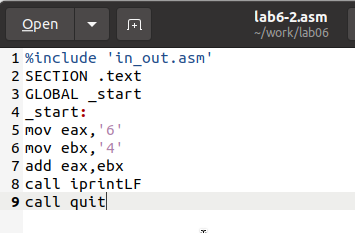 Open
lab6-2.asm
~/work/lab06
1 %include 'in_out.asm'
2 SECTION .text
3 GLOBAL _start
4 _start:
5 mov eax,'6'
6 mov ebx,'4'
7 add eax,ebx
8 call iprintLF
9 call quit